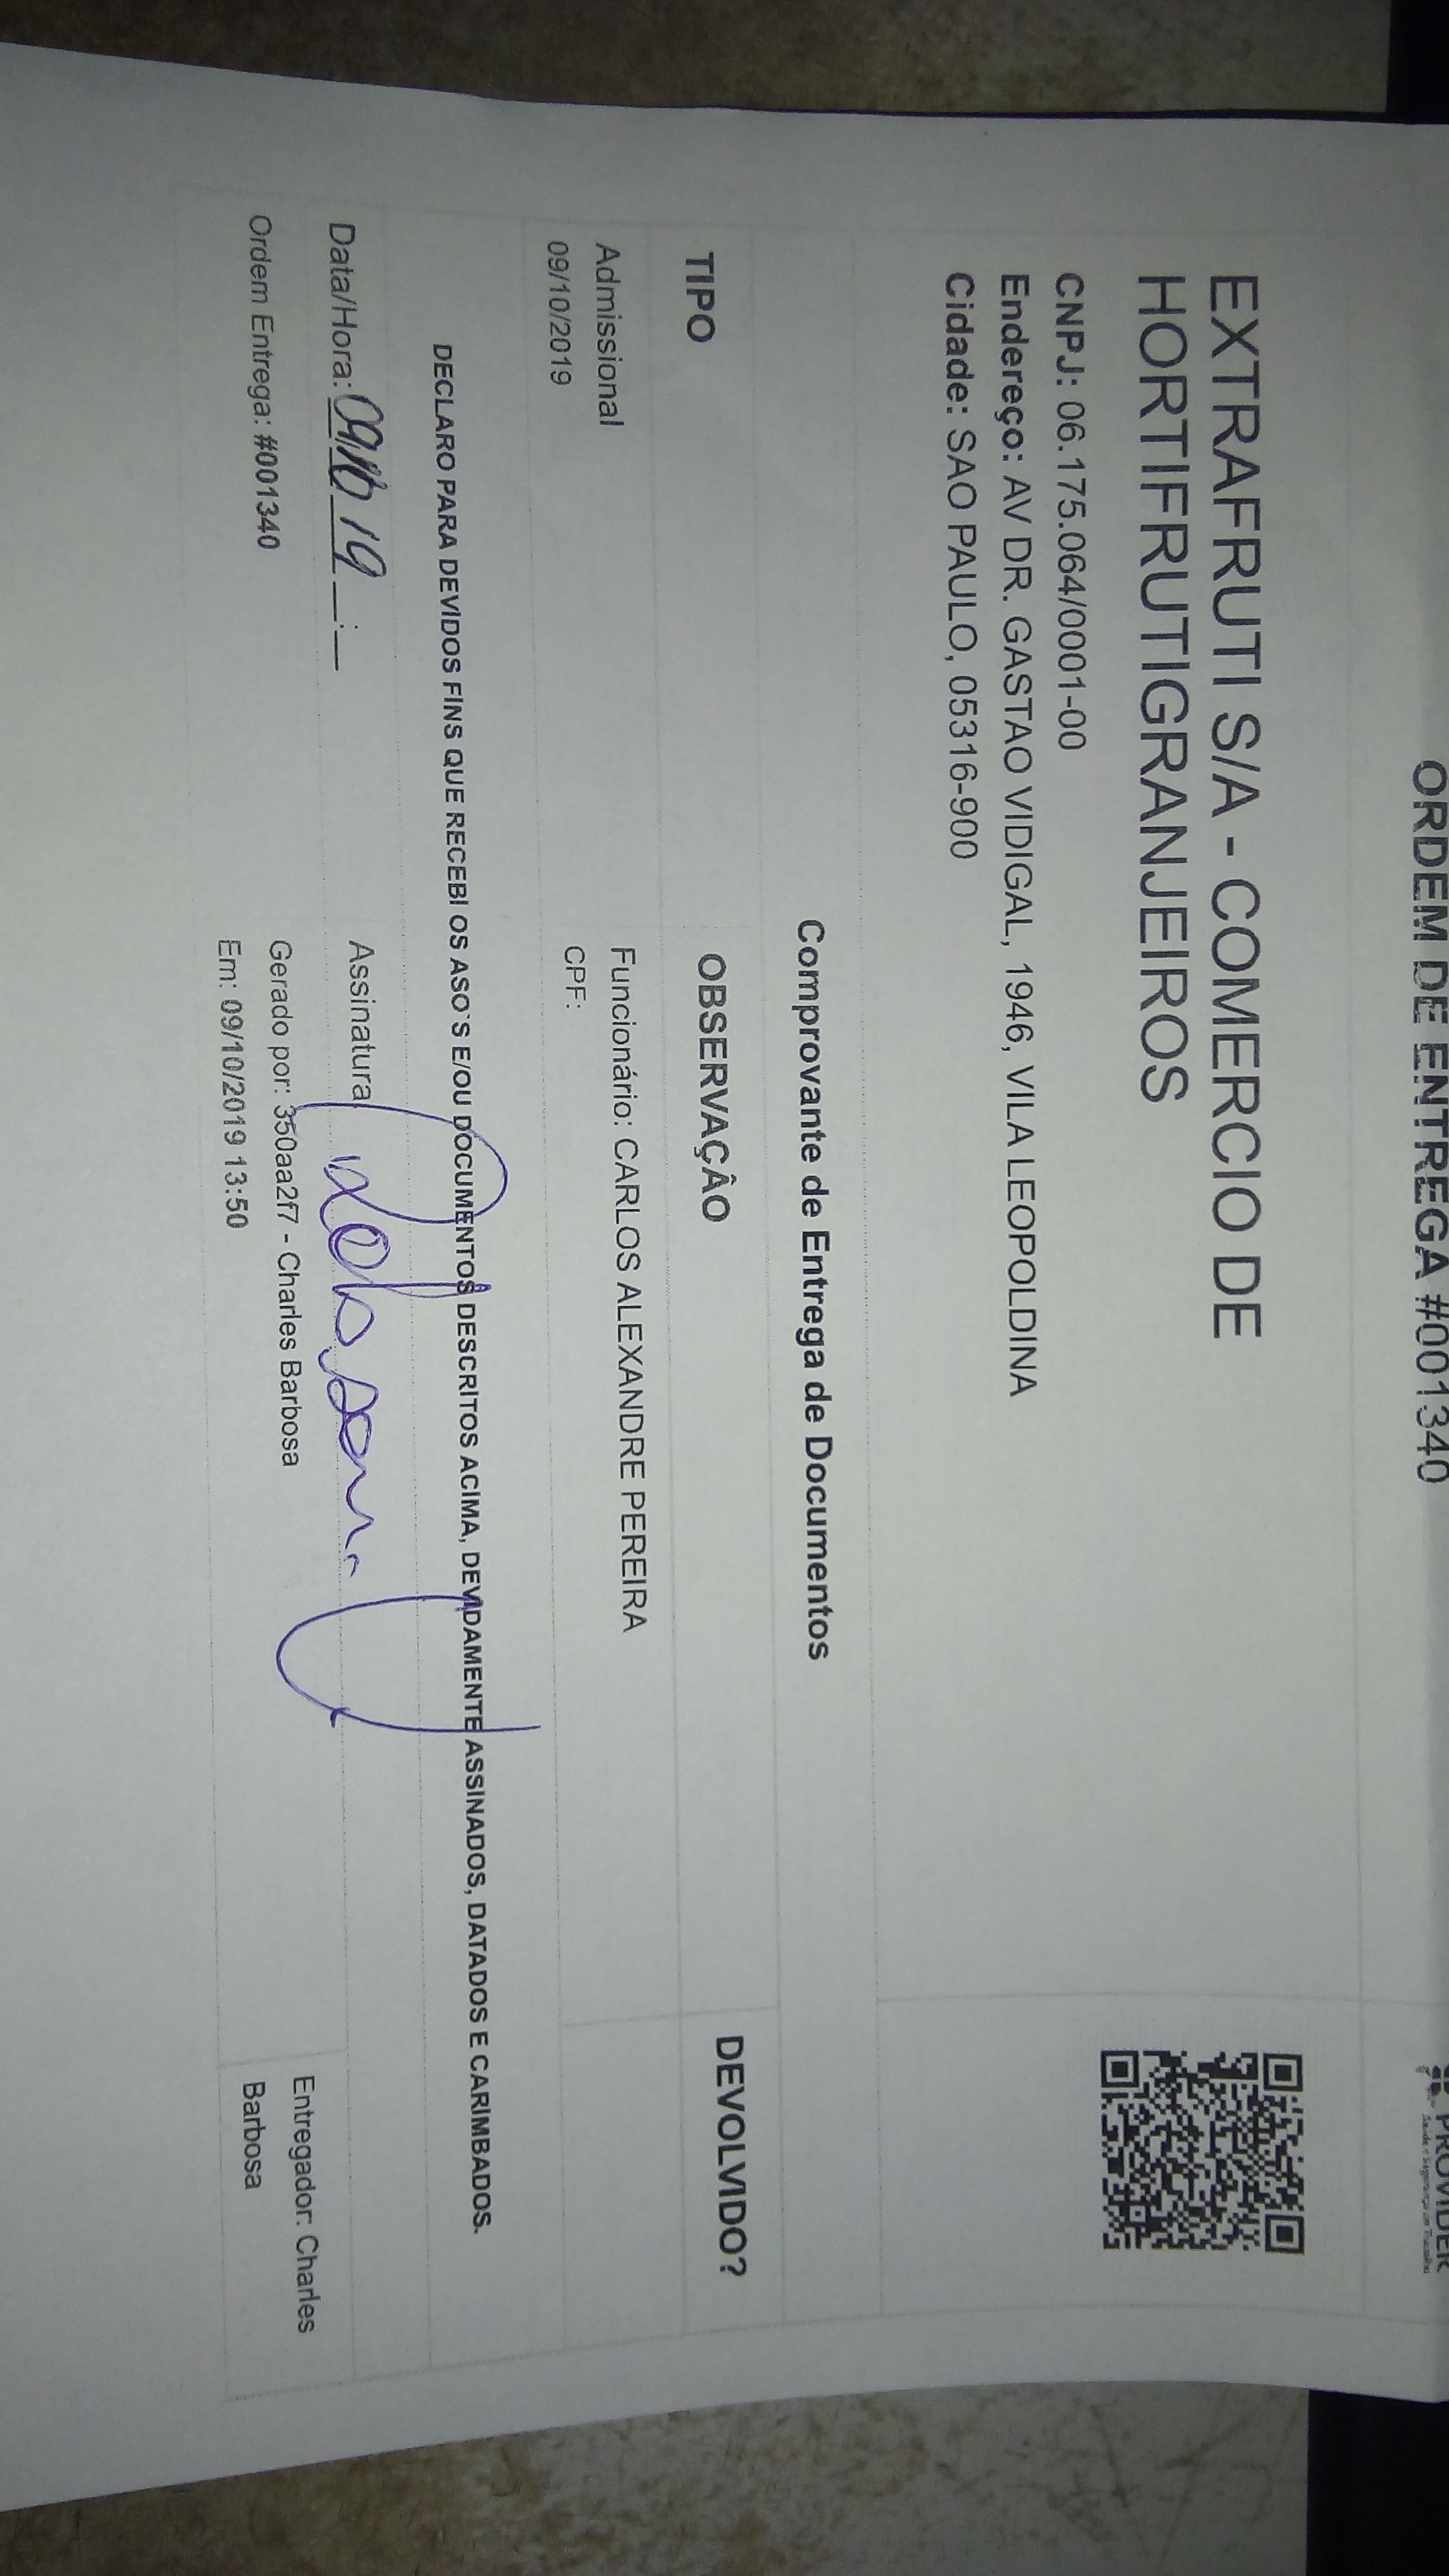 ORDEM DE ENTREGA #001340
PROVIDER
EXTRAFRUTI S/A - COMERCIO DE
HORTIFRUTIGRANJEIROS
CNPJ: 06.175.064/0001-00
Endereço: AV DR. GASTAO VIDIGAL, 1946, VILA LEOPOLDINA
Cidade: SAO PAULO, 05316-900
Comprovante de Entrega de Documentos
TIPO OBSERVAÇÂO DEVOLVIDO?
Admissional Funcionário: CARLOS ALEXANDRE PEREIRA
09/10/2019 CPF:
DECLARO PARA DEVIDOS FINS QUE RECEBI OS ASO`S E/OU DOCUMENTOS DESCRITOS ACIMA, DEVIDAMENTE ASSINADOS, DATADOS E CARIMBADOS.
Data/Hora: 09/10/19 __:__ Assinatura
Ordem Entrega: #001340 Gerado por: 350aa2f7 - Charles Barbosa Entregador: Charles
Em: 09/10/2019 13:50 Barbosa